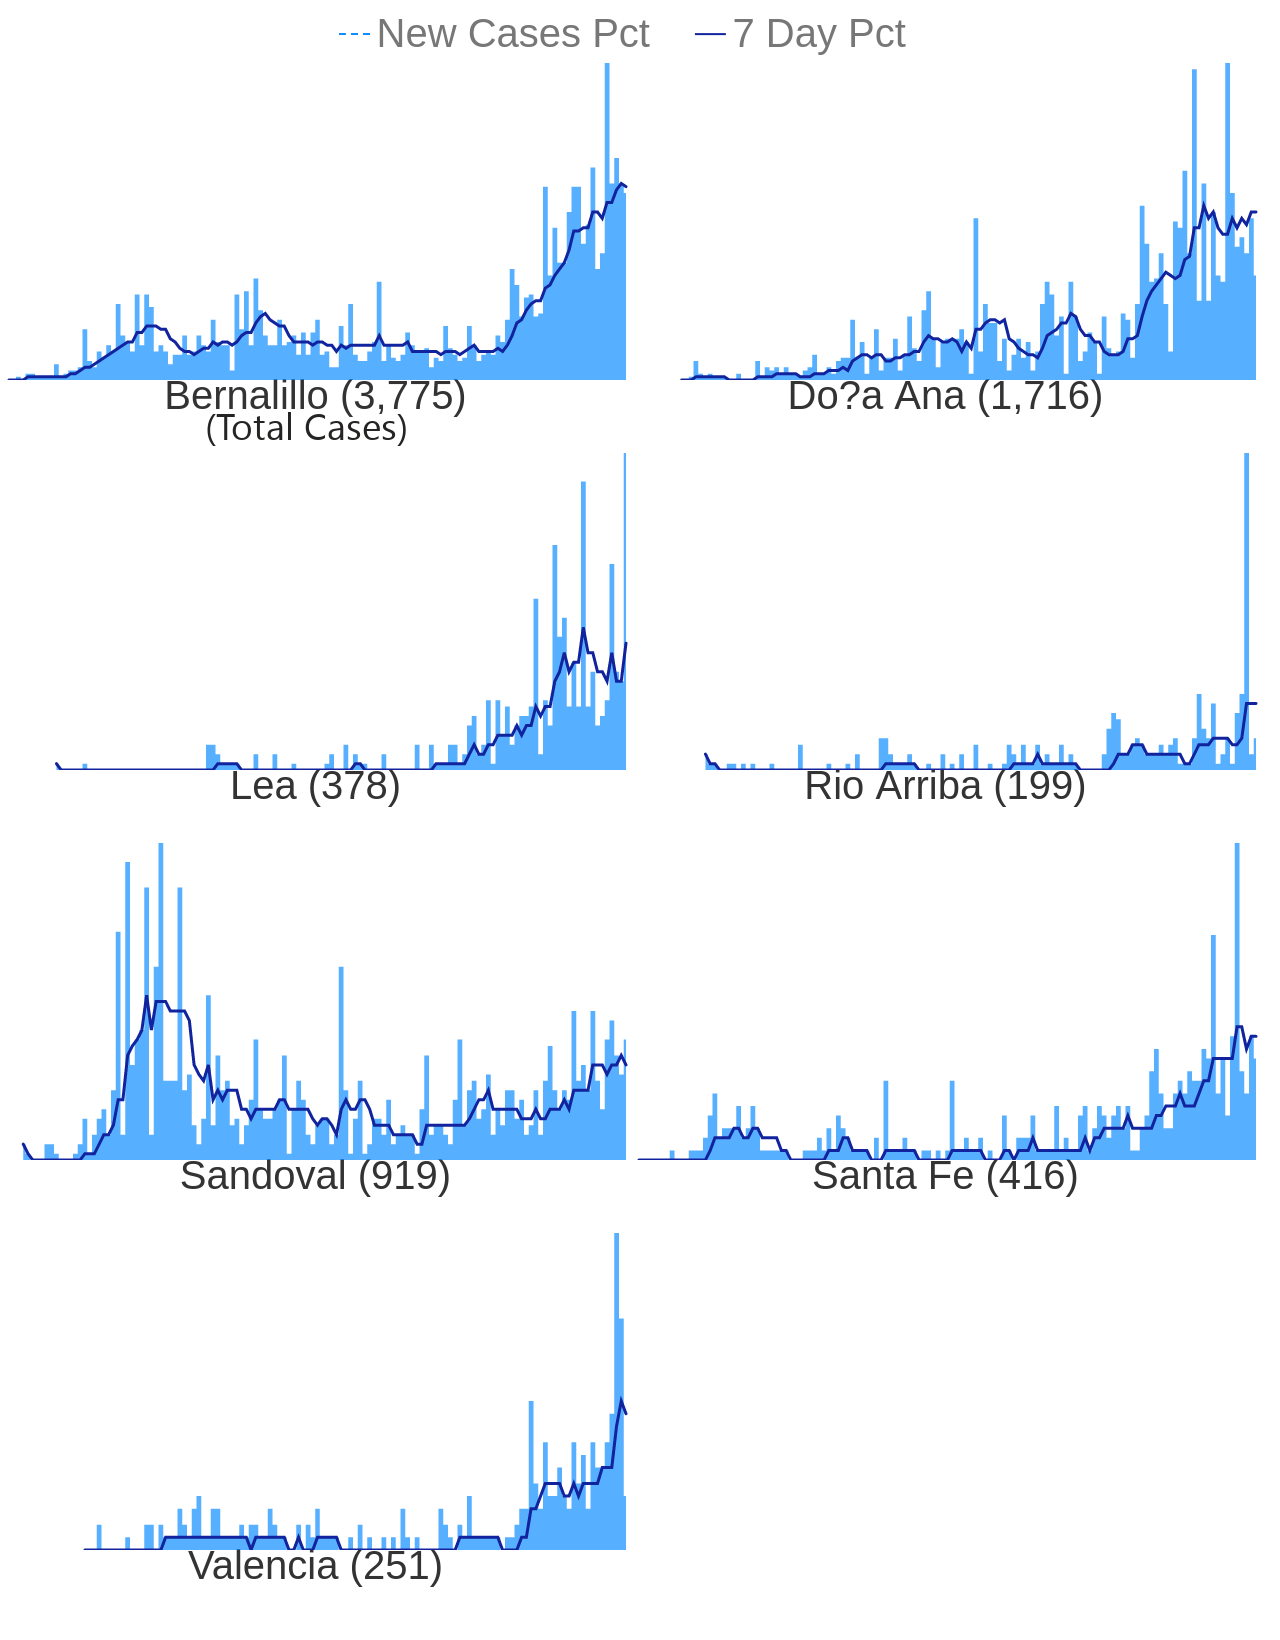 New Cases Pct 7 Day Pct
Bernalillo (3,775)
(Total Cases)
Do?a Ana (1,716)
Lea (378)
Rio Arriba (199)
Sandoval (919)
Santa Fe (416)
Valencia (251)